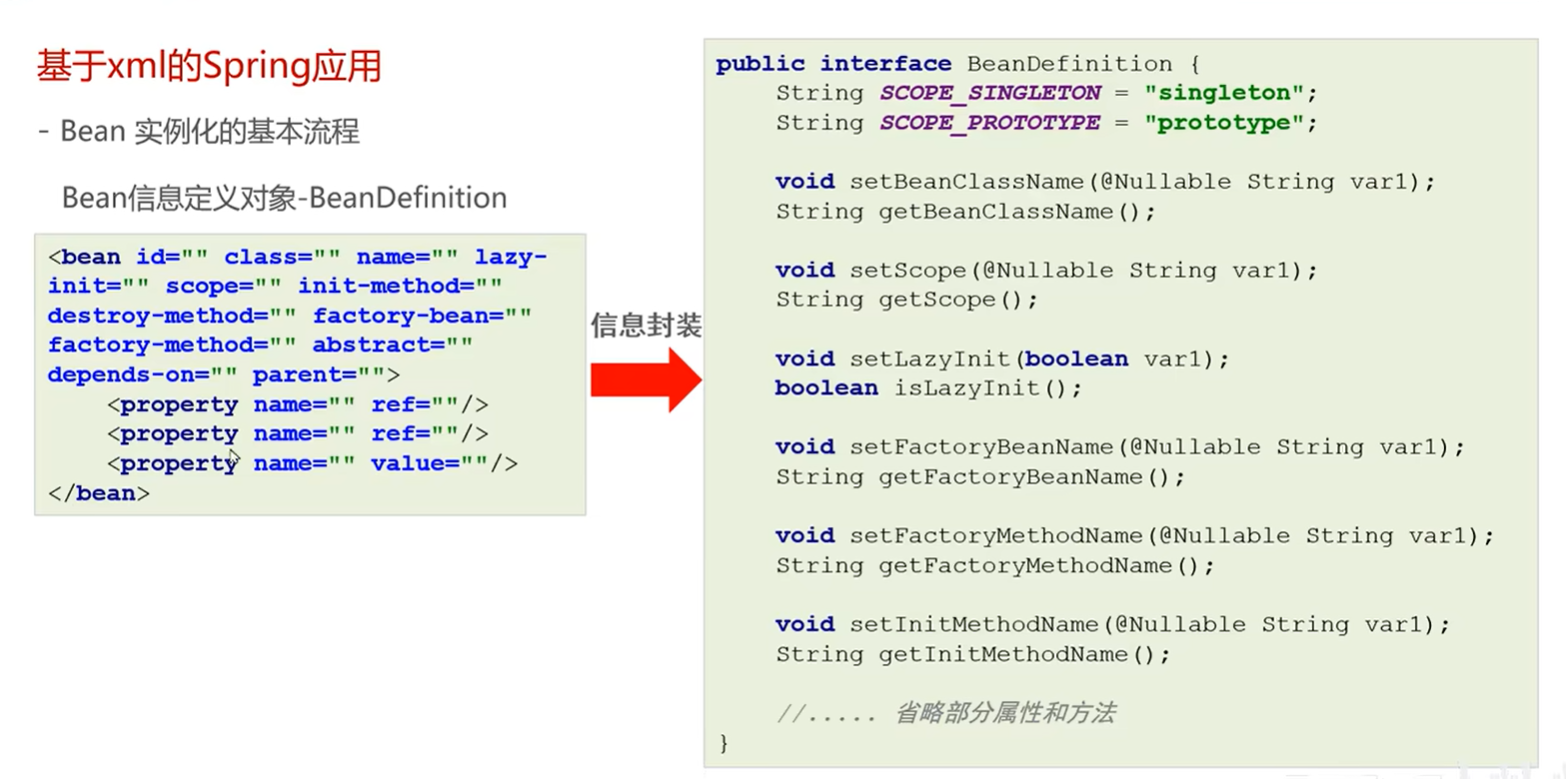 基于xml的Spring应用
- Bean 实例化的基本流程
Bean信息定义对象-BeanDefinition
<bean id="" class="" name="" lazy-
init="" scope="" init-method=""
destroy-method="" factory-bean=""
factory-method="" abstract=""
depends-on="" parent="">
    <property name="" ref=""/>
    <property name="" ref=""/>
    <property name="" value=""/>
</bean>
信息封装
public interface BeanDefinition {
    String SCOPE_SINGLETON = "singleton";
    String SCOPE_PROTOTYPE = "prototype";
    void setBeanClassName(@Nullable String var1);
    String getBeanClassName();
    void setScope(@Nullable String var1);
    String getScope();
    void setLazyInit(boolean var1);
    boolean isLazyInit();
    void setFactoryBeanName(@Nullable String var1);
    String getFactoryBeanName();
    void setFactoryMethodName(@Nullable String var1);
    String getFactoryMethodName();
    void setInitMethodName(@Nullable String var1);
    String getInitMethodName();
    //..... 省略部分属性和方法
}